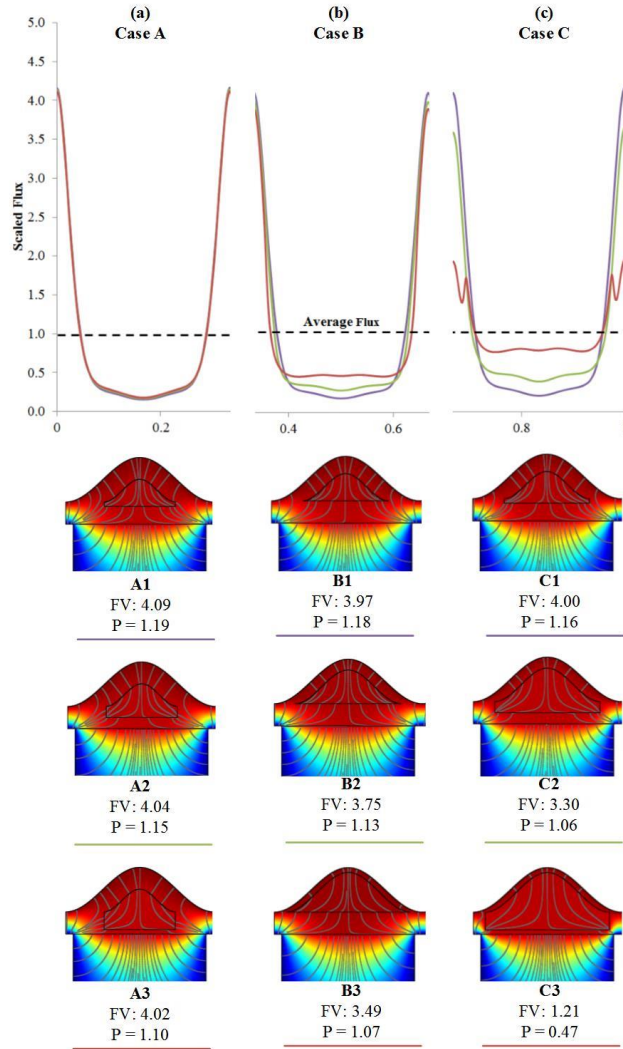 (a) (b) (c)
Case A Case B Case C
5.0
4.5
4.0
3.5
3.0
2.5
2.0
1.5
1.0
0.5
0.0
Scaled Flux
Average Flux
0 0.2 0.4 0.6 0.8
A1 B1 C1
FV: 4.09 FV: 3.97 FV: 4.00
P = 1.19 P = 1.18 P = 1.16
A2 B2 C2
FV: 4.04 FV: 3.75 FV: 3.30
P = 1.15 P = 1.13 P = 1.06
A3 B3 C3
FV: 4.02 FV: 3.49 FV: 1.21
P = 1.10 P = 1.07 P = 0.47